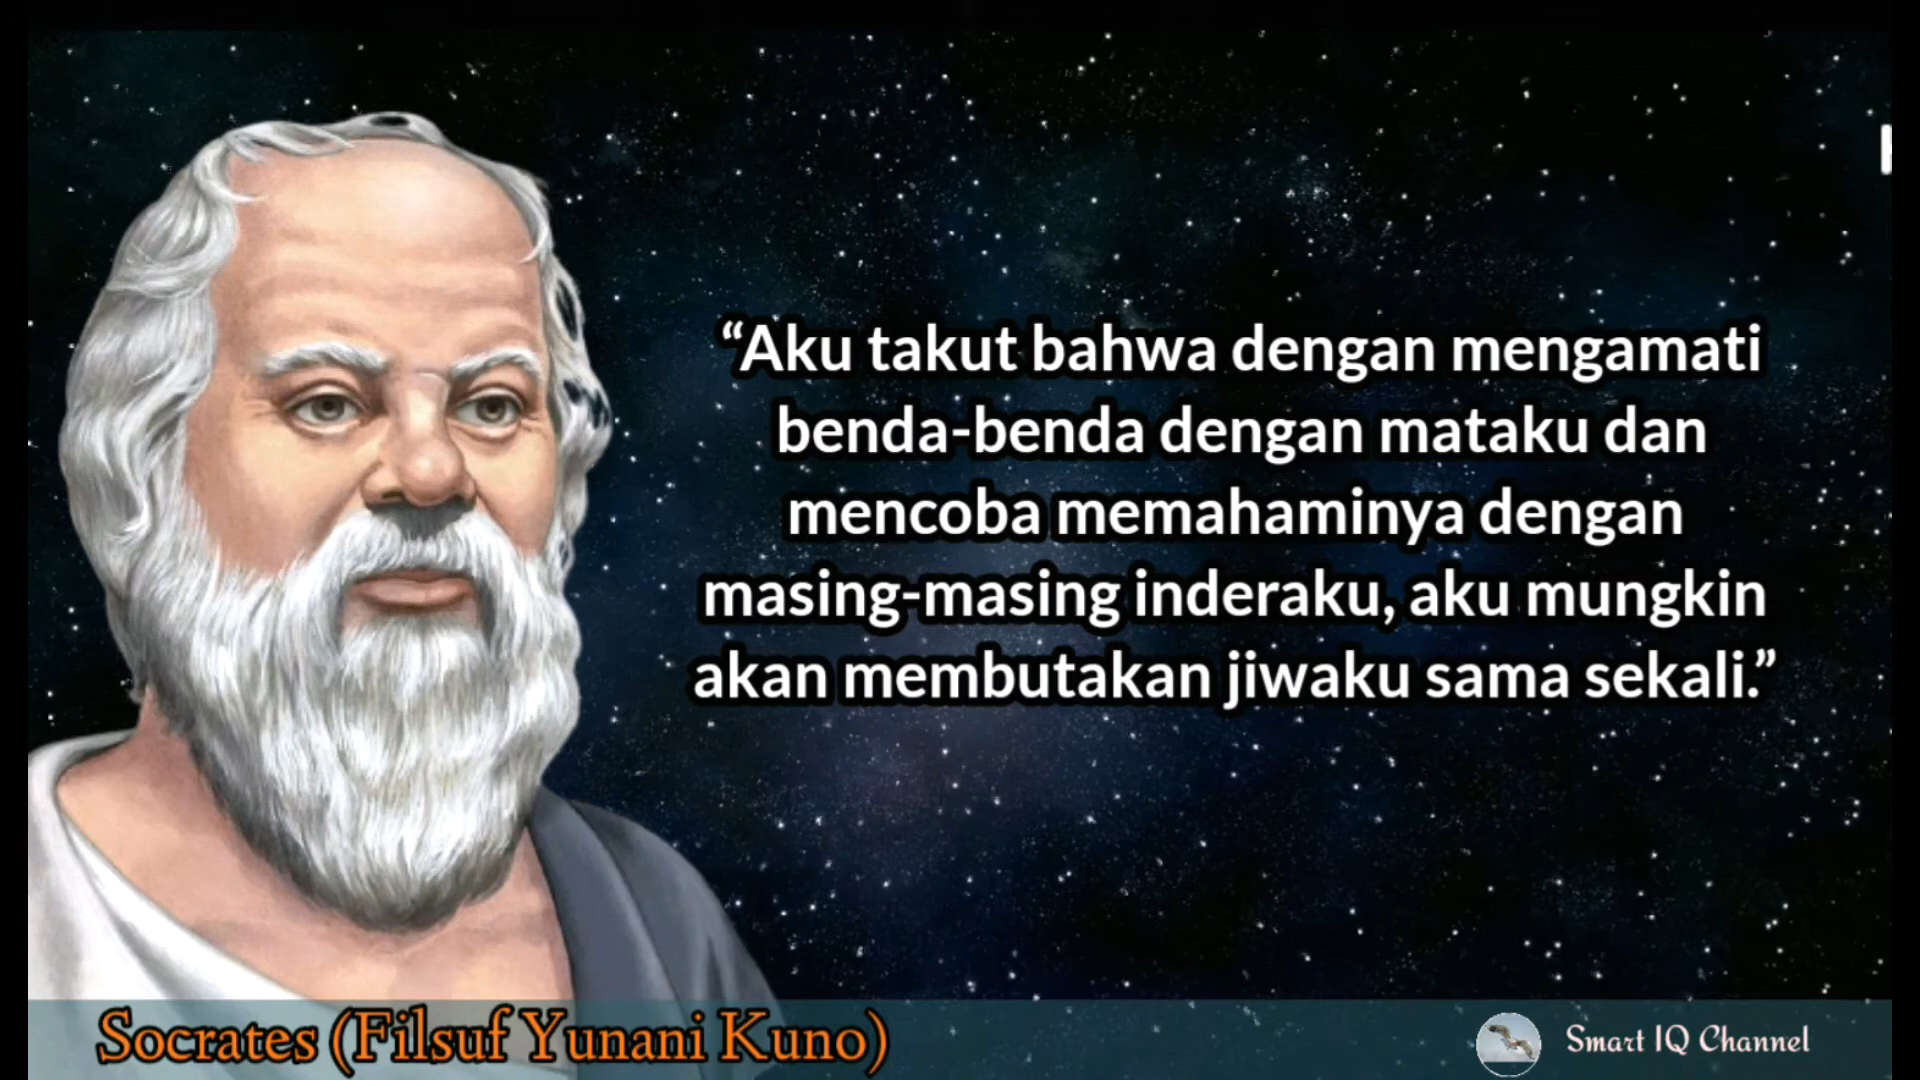 “Aku takut bahwa dengan mengamati
benda-benda dengan mataku dan
mencoba memahaminya dengan
masing-masing inderaku, aku mungkin
akan membutakan jiwaku sama sekali.”
Socrates (Filsuf Yunani Kuno)
Smart IQ Channel